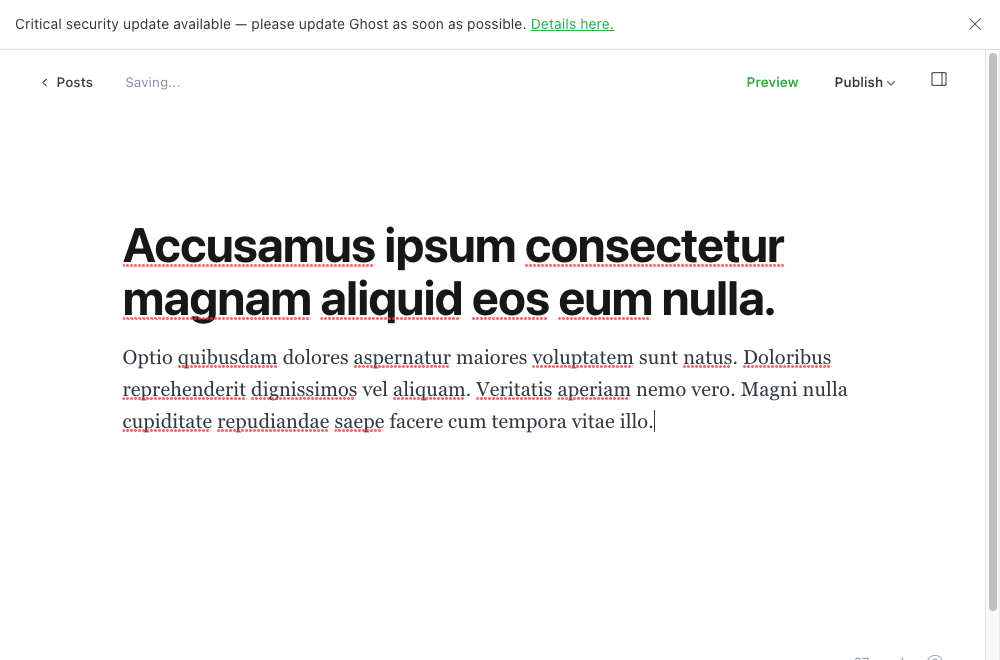 Critical security update available — please update Ghost as soon as possible. Details here.
Posts Saving... Preview Publish
Accusamus ipsum consectetur
magnam aliquid eos eum nulla.
Optio quibusdam dolores aspernatur maiores voluptatem sunt natus. Doloribus
reprehenderit dignissimos vel aliquam. Veritatis aperiam nemo vero. Magni nulla
cupiditate repudiandae saepe facere cum tempora vitae illo.